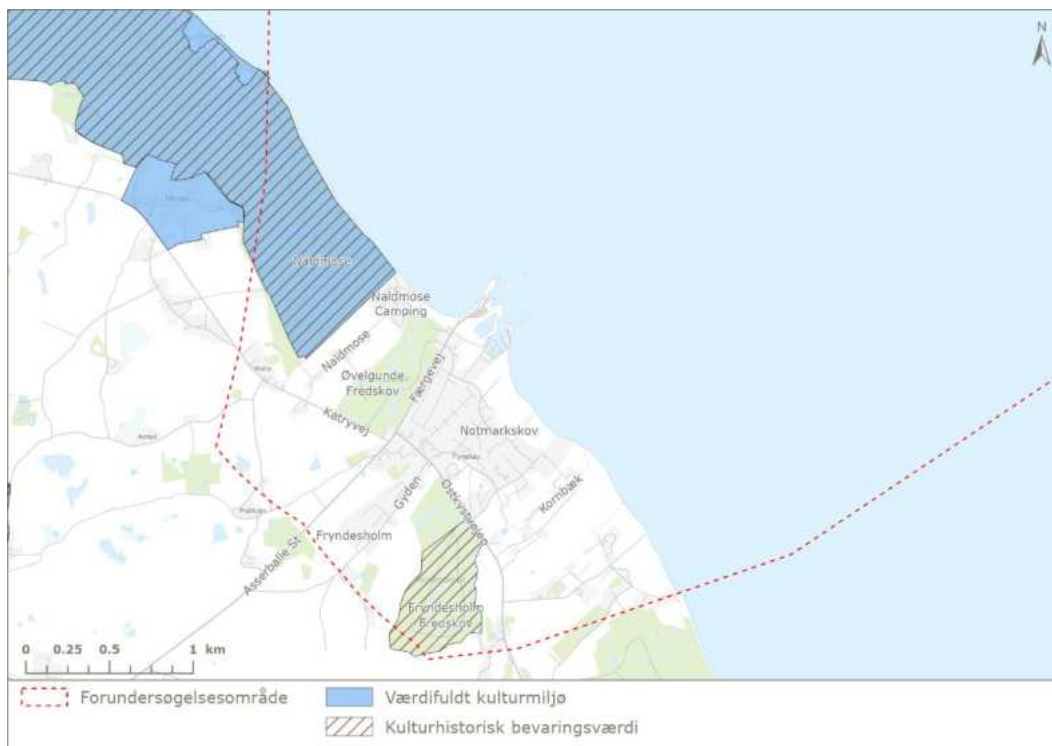 N
Naldmose
Naldmose
Camping
Naldmose
Øvelgunde
Fredskov
Færgevej
Katryvej
Notmarkskov
Fynshav
Gyden
Østkystvejen
Kornbæk
Fryndesholm
Asserballe St
Fryndesholm
Fredskov
0 0.25 0.5 1 km
Forundersøgelsesområde
Værdifuldt kulturmiljø
Kulturhistorisk bevaringsværdi